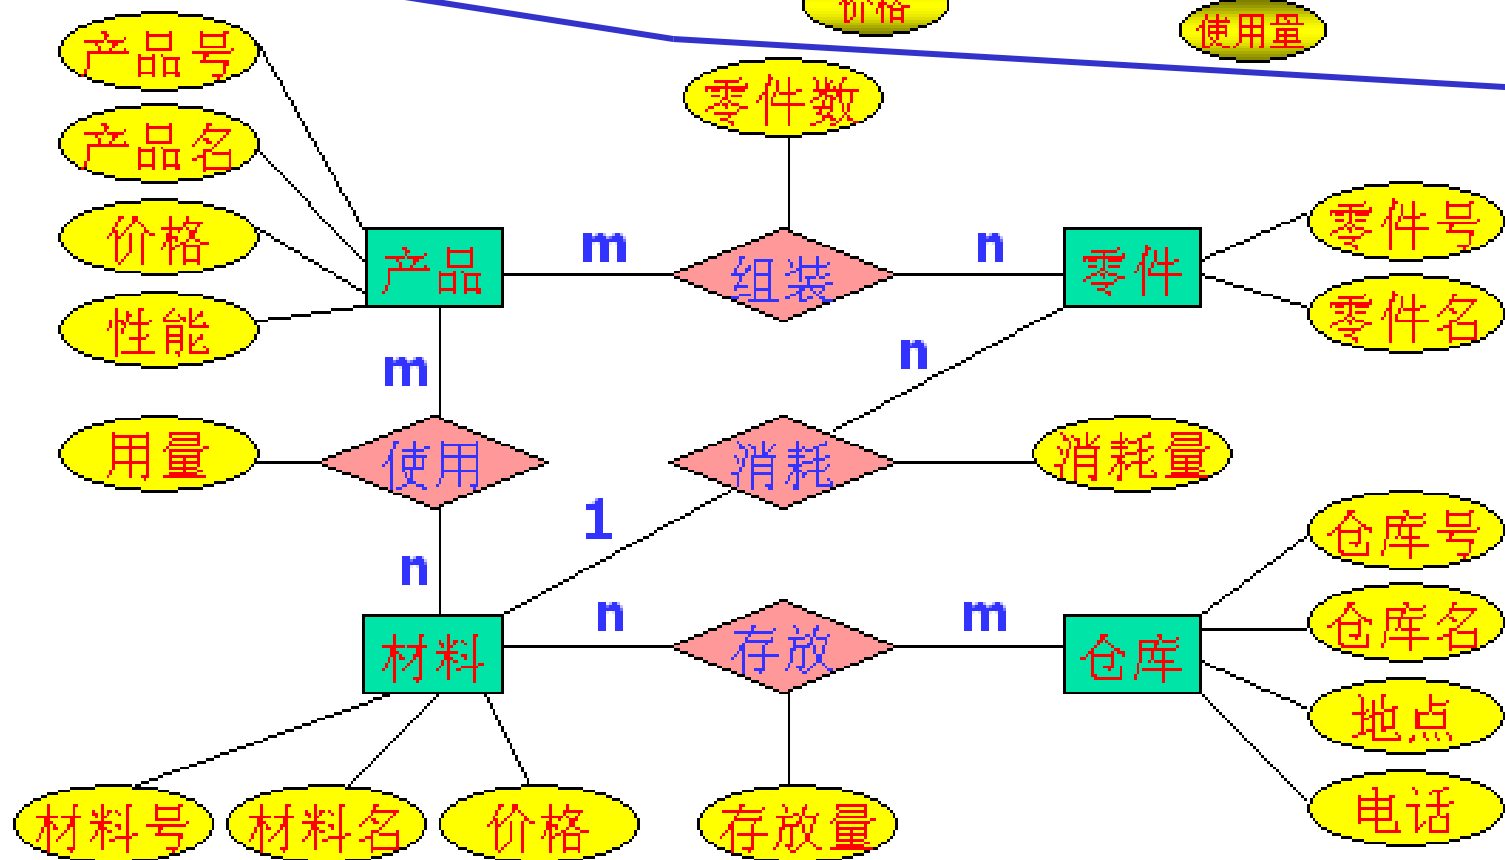 价格
使用量
产品号
零件数
产品名
零件号
价格
m
n
产品
组装
零件
零件名
性能
n
m
用量
使用
消耗
消耗量
1
仓库号
n
n
m
仓库名
材料
存放
仓库
地点
电话
材料号
材料名
价格
存放量